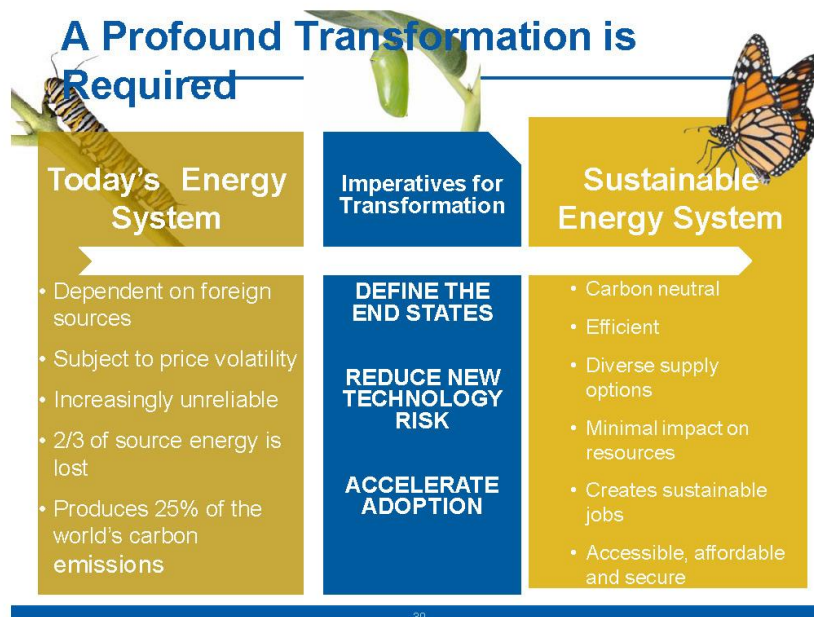 A Profound Transformation is
Required
Today's Energy
System
• Dependent on foreign
sources
• Subject to price volatility
• Increasingly unreliable
• 2/3 of source energy is
lost
• Produces 25% of the
world's carbon
emissions
Imperatives for
Transformation
DEFINE THE
END STATES
REDUCE NEW
TECHNOLOGY
RISK
ACCELERATE
ADOPTION
Sustainable
Energy System
• Carbon neutral
• Efficient
• Diverse supply
options
• Minimal impact on
resources
• Creates sustainable
jobs
• Accessible, affordable
and secure